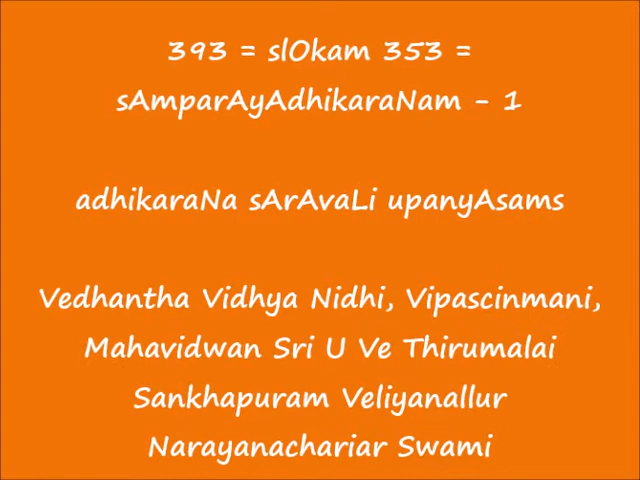 393 = slOkam 353 =
sAmparAyAdhikaraNam - 1
adhikaraNa sArAvaLi upanyAsams
Vedhantha Vidhya Nidhi, Vipascinmani,
Mahavidwan Sri U Ve Thirumalai
Sankhapuram Veliyanallur
Narayanachariar Swami